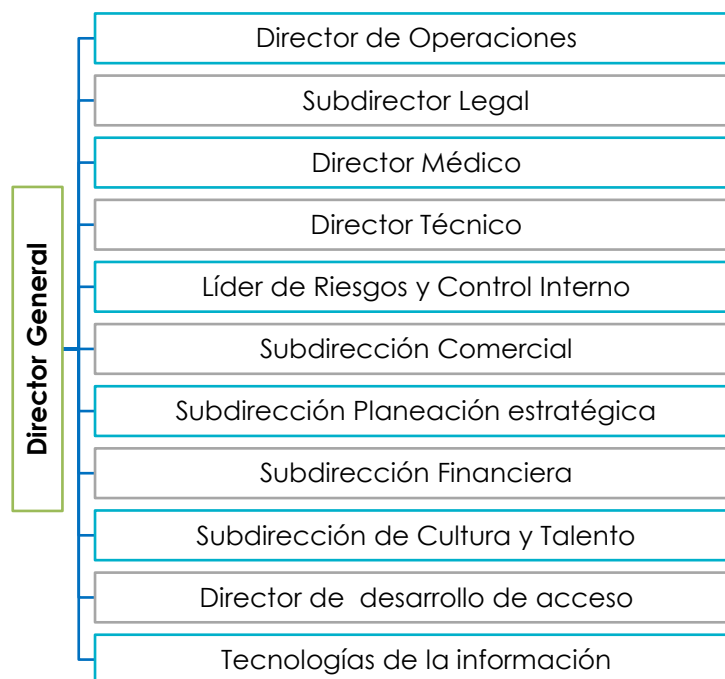 Director General
Director de Operaciones
Subdirector Legal
Director Médico
Director Técnico
Líder de Riesgos y Control Interno
Subdirección Comercial
Subdirección Planeación estratégica
Subdirección Financiera
Subdirección de Cultura y Talento
Director de  desarrollo de acceso
Tecnologías de la información